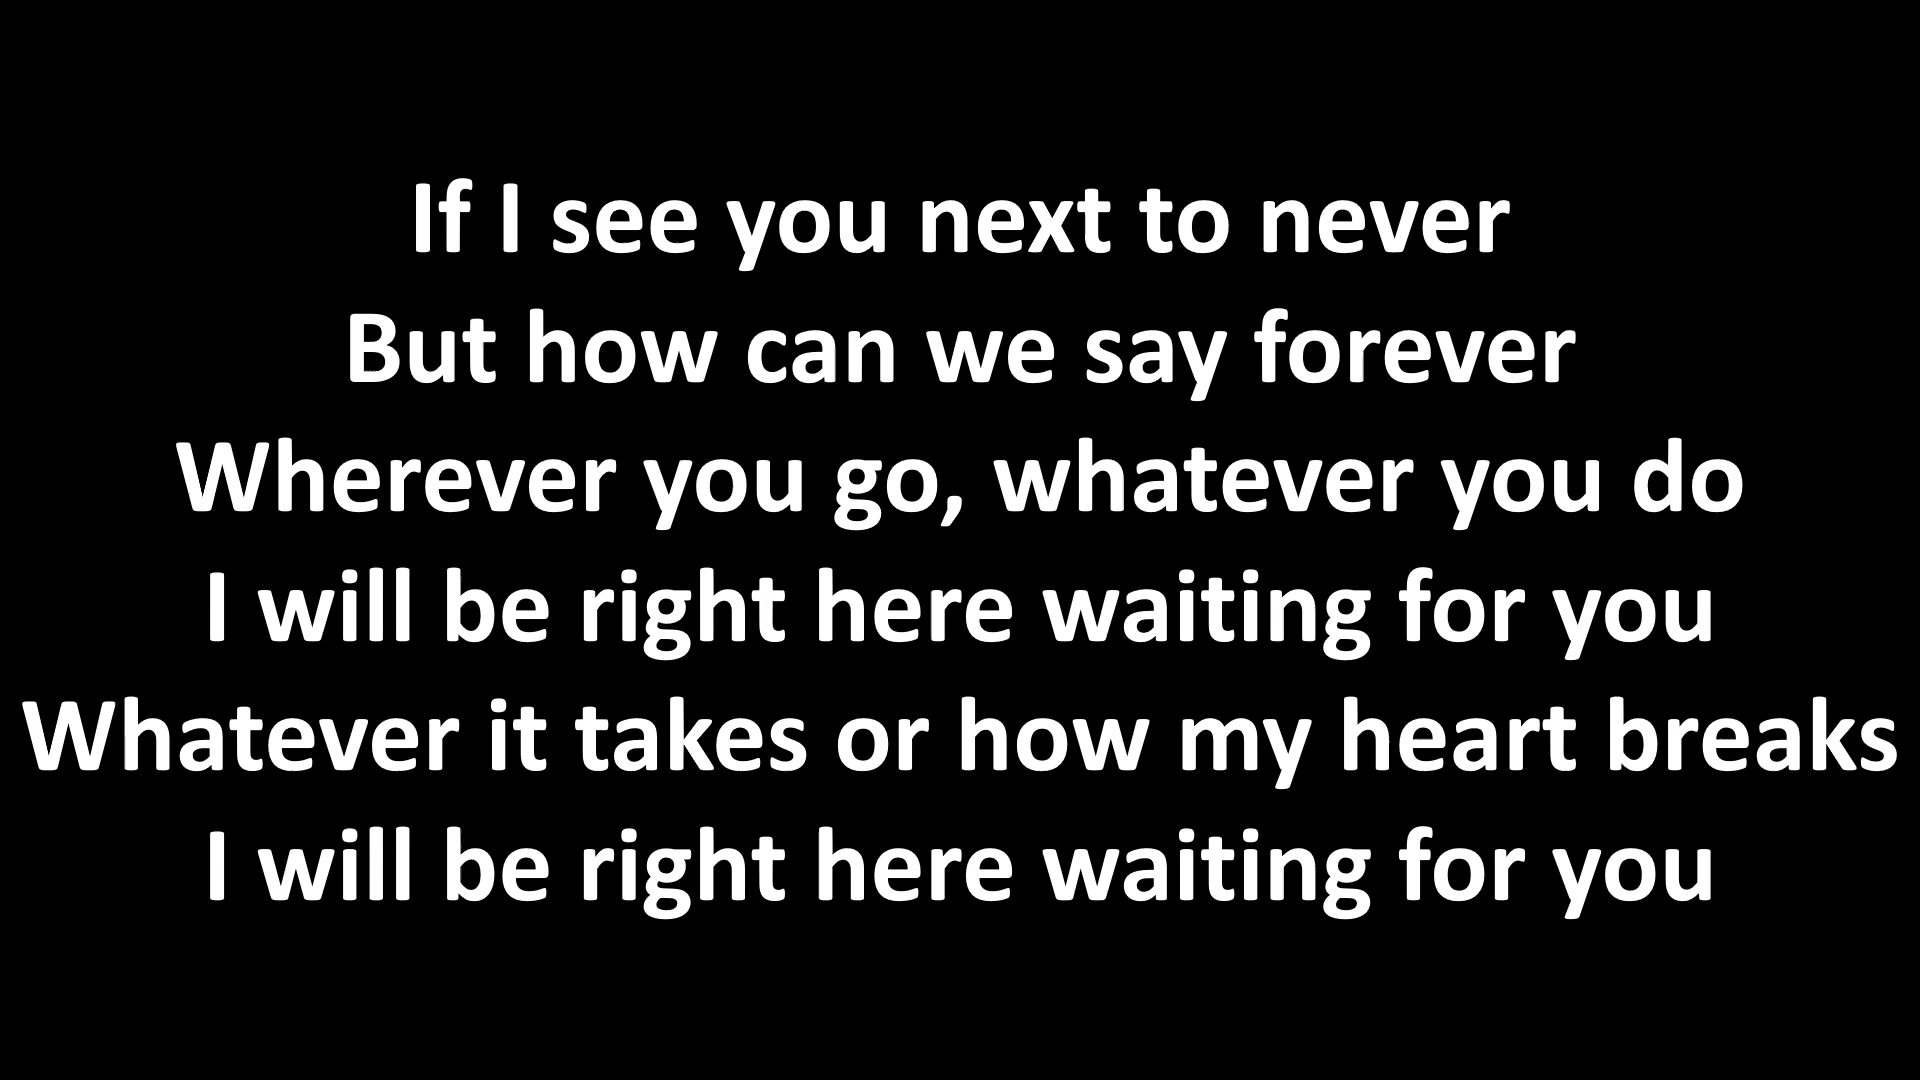 If I see you next to never
But how can we say forever
Wherever you go, whatever you do
I will be right here waiting for you
Whatever it takes or how my heart breaks
I will be right here waiting for you